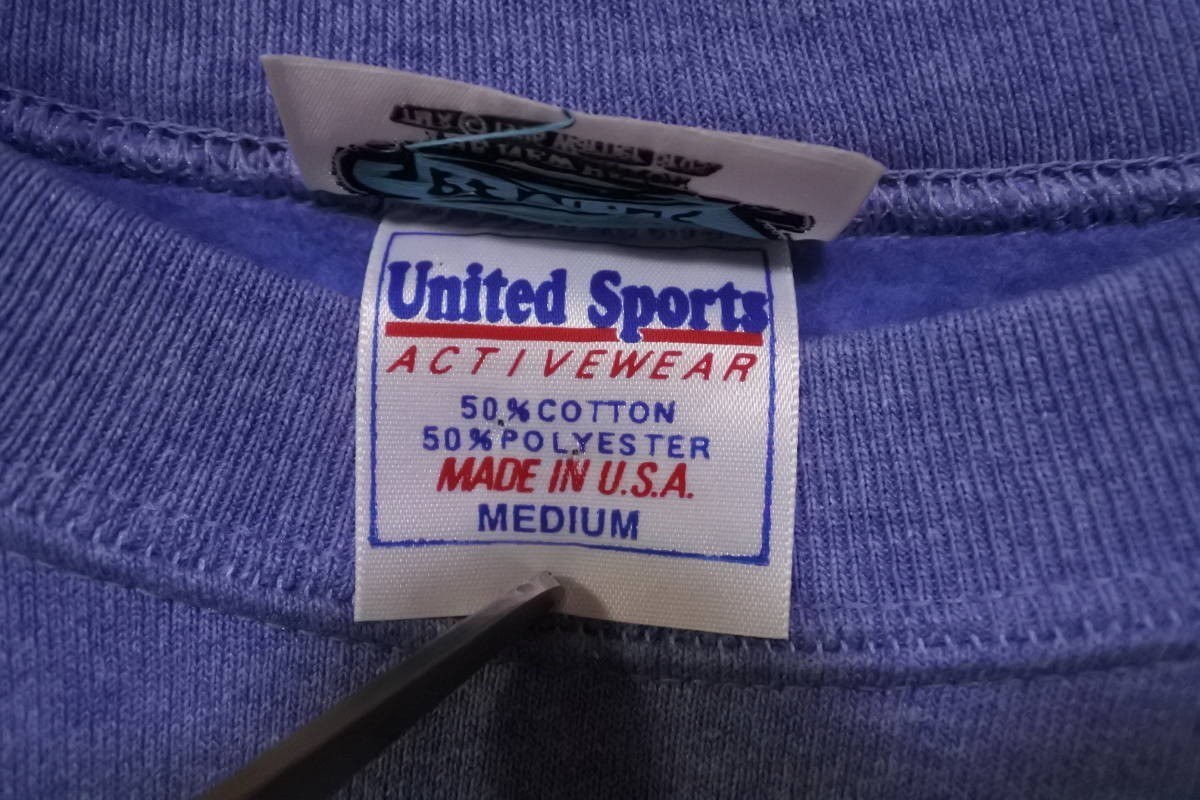 United Sports
ACTIVEWEAR
50% COTTON
50% POLYESTER
MADE IN U.S.A.
MEDIUM